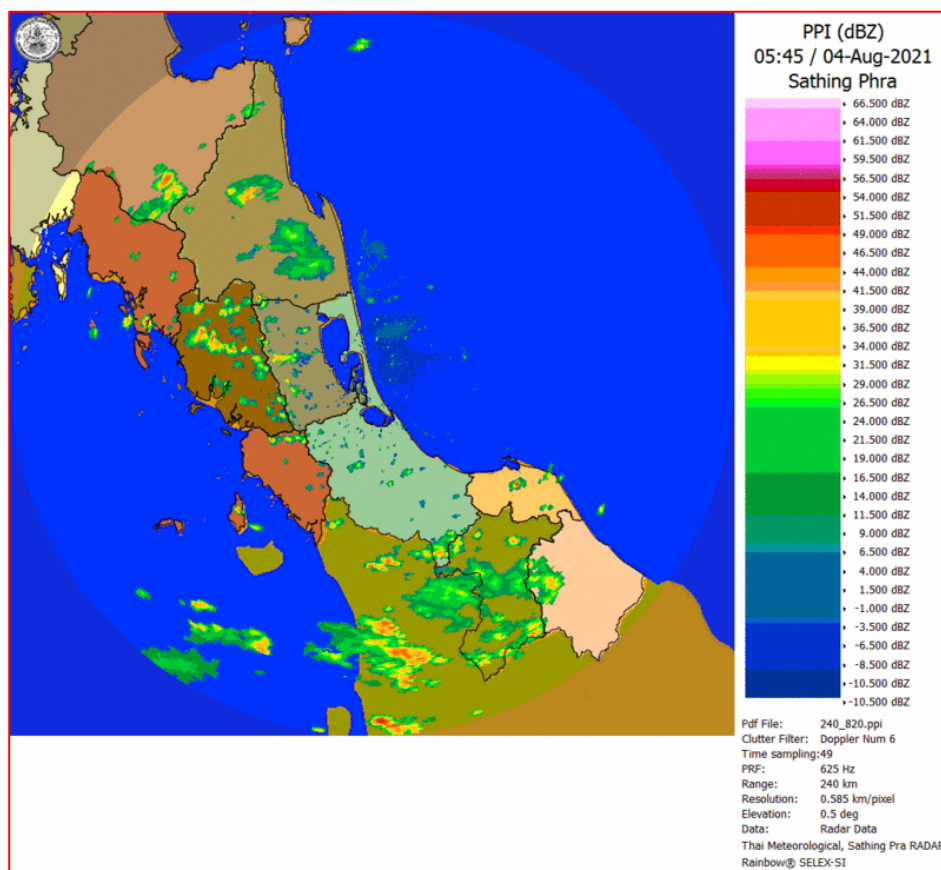 PPI (dBZ)
05:45 / 04-Aug-2021
Sathing Phra
66.500 dBZ
64.000 dBZ
61.500 dBZ
59.500 dBZ
56.500 dBZ
54.000 dBZ
51.500 dBZ
49.000 dBZ
46.500 dBZ
44.000 dBZ
41.500 dBZ
39.000 dBZ
36.500 dBZ
34.000 dBZ
31.500 dBZ
29.000 dBZ
26.500 dBZ
24.000 dBZ
21.500 dBZ
19.000 dBZ
16.500 dBZ
14.000 dBZ
11.500 dBZ
9.000 dBZ
6.500 dBZ
4.000 dBZ
1.500 dBZ
-1.000 dBZ
-3.500 dBZ
-6.500 dBZ
-8.500 dBZ
-10.500 dBZ
-10.500 dBZ
Pdf File: 240_820.ppi
Clutter Filter: Doppler Num 6
Time sampling:49
PRF: 625 Hz
Range: 240 km
Resolution: 0.585 km/pixel
Elevation: 0.5 deg
Data: Radar Data
Thai Meteorological, Sathing Pra RADAR
Rainbow® SELEX-SI